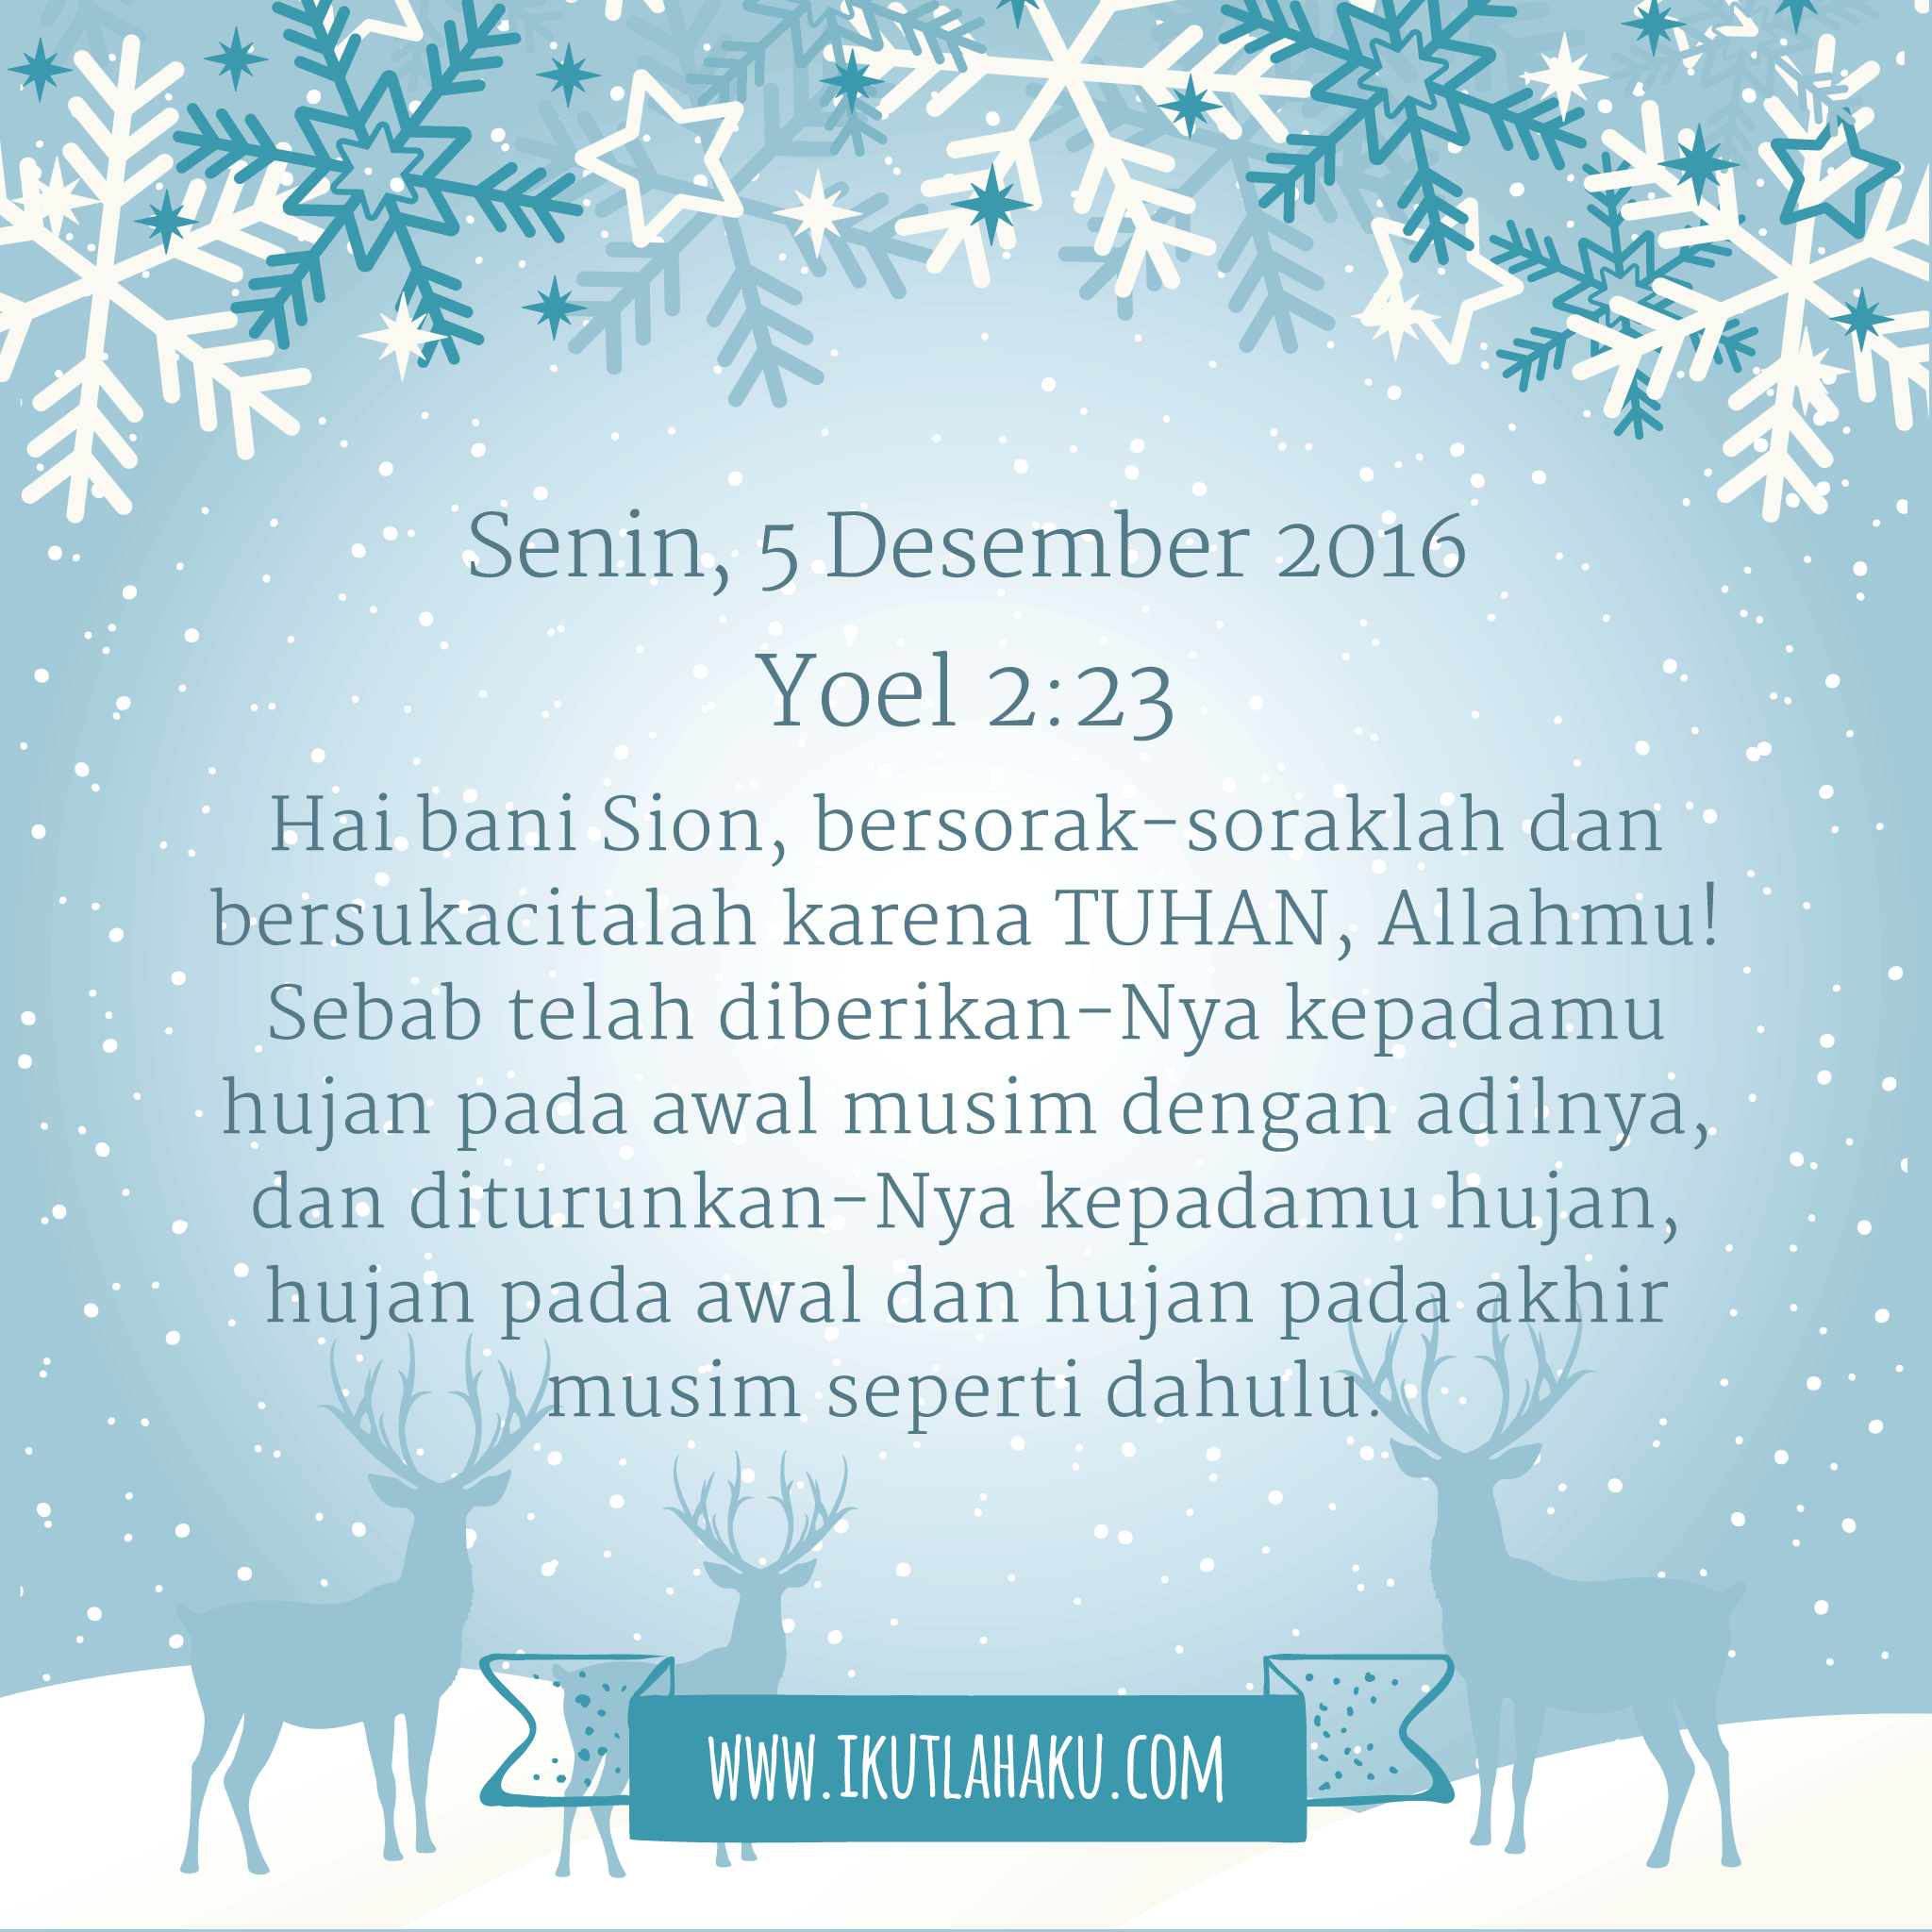 Senin, 5 Desember 2016
Yoel 2:23
Hai bani Sion, bersorak-soraklah dan
bersukacitalah karena TUHAN, Allahmu!
Sebab telah diberikan-Nya kepadamu
hujan pada awal musim dengan adilnya,
dan diturunkan-Nya kepadamu hujan,
hujan pada awal dan hujan pada akhir
musim seperti dahulu.
WWW.IKUTLAHAKU.COM